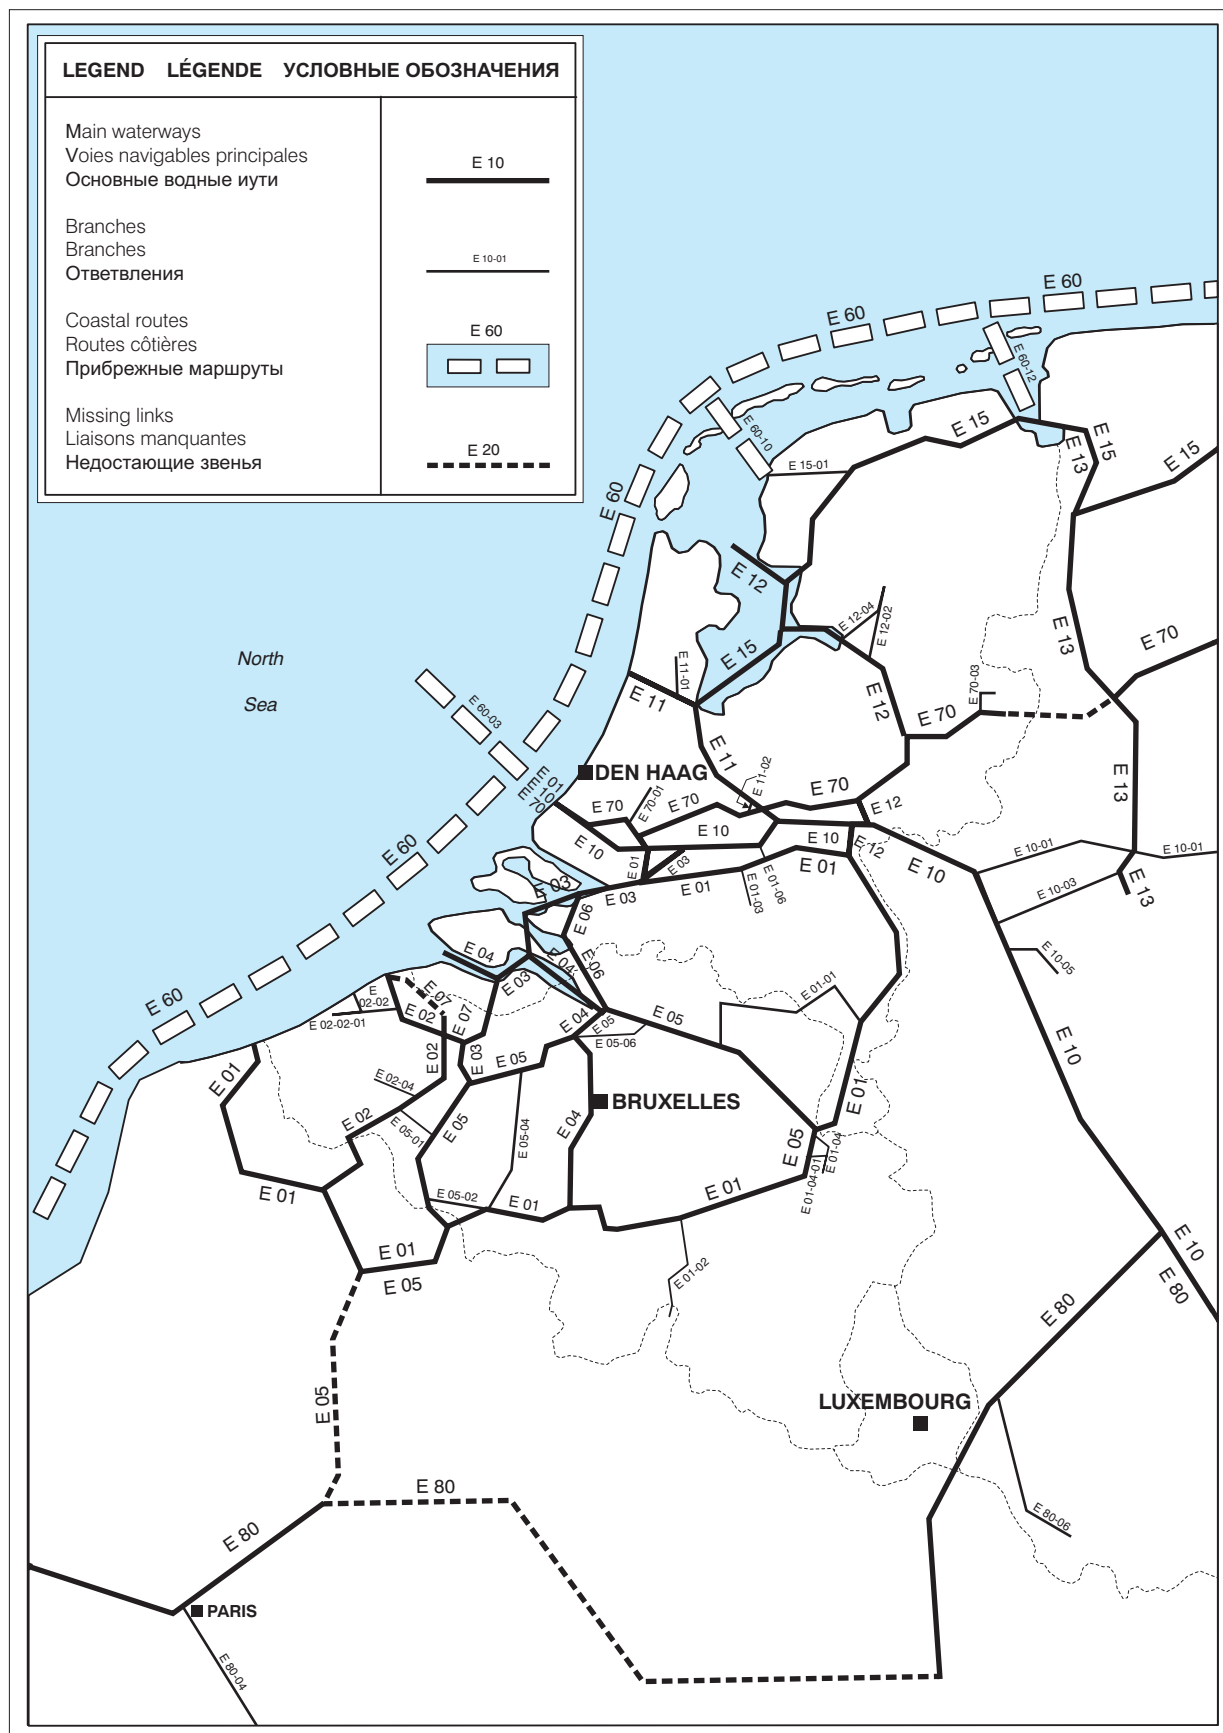 LEGEND LÉGENDE УСЛОВНЫЕ ОБОЗНАЧЕНИЯ
Main waterways
Voies navigables principales
Основные водные иути
E 10
Branches
Branches
Ответвления
E 10-01
Coastal routes
Routes côtières
Прибрежные маршруты
E 60
Missing links
Liaisons manquantes
Недостающие звенья
E 20
E 60
E 60
E 60-12
E 60-10
E 15
E 15
E 13
E 15
E 15-01
E 60
E 12
E 12-04
E 12-02
E 13
E 70
North
Sea
E 15
E 11-01
E 11
E 12
E 70-03
E 70
E 60-03
E 11
DEN HAAG
E 01
E 10
E 70
E 11-02
E 70
E 70-01
E 70
E 70
E 12
E 13
E 10
E 10
E 10
E 12
E 60
E 01
E 03
E 01
E 01-06
E 01-03
E 01
E 10
E 10-01
E 10-01
E 10-03
E 13
E 03
E 03
E 06
E 04
E 04
E 06
E 03
E 10-05
E 60
E 07
E
02-02
E 02-02-01
E 02
E 07
E 04
E 05
E 05
E 01-01
E 05-06
E 02
E 03
E 05
E 10
E 01
E 02-04
E 02
E 05-01
E 05
E 05-04
E 04
BRUXELLES
E 01
E 05
E 01-04
E 01-04-01
E 01
E 05-02
E 01
E 01
E 01
E 05
E 01-02
E 10
E 80
E 80
E 05
LUXEMBOURG
E 80
E 80
E 80-06
PARIS
E 80-04